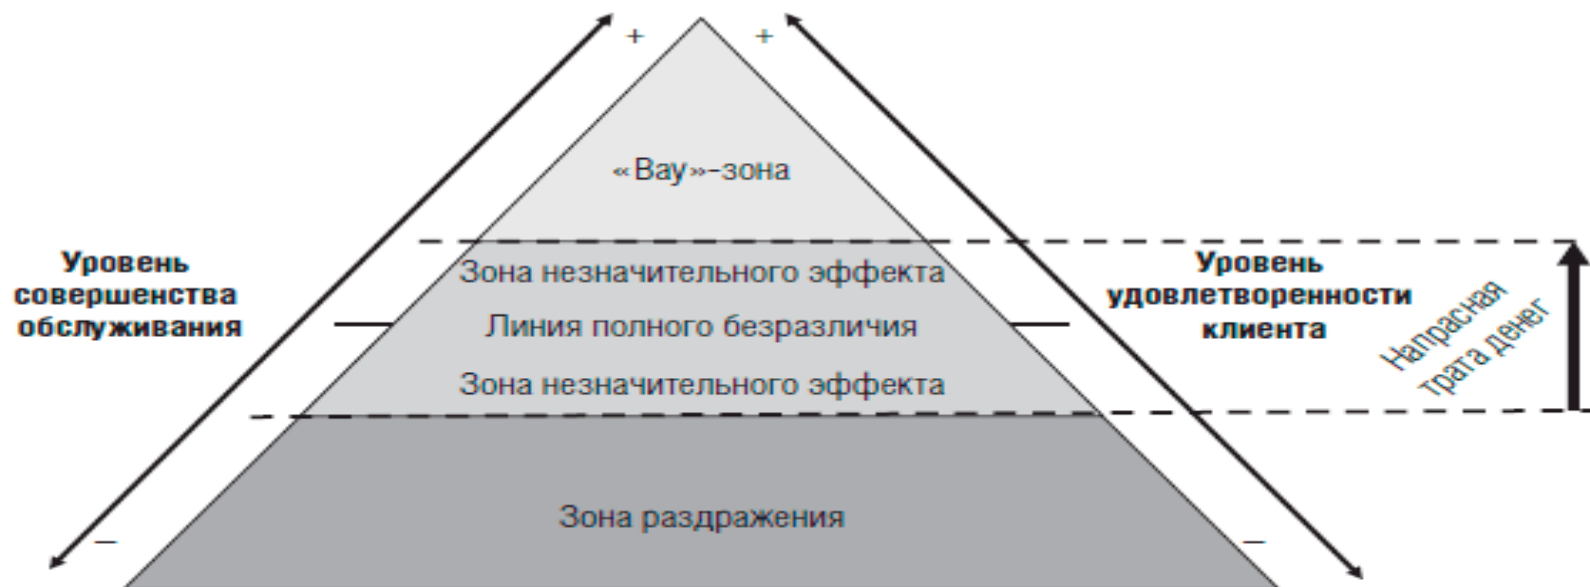 + +
«Вау»-зона
Уровень
совершенства
обслуживания
Зона незначительного эффекта
Линия полного безразличия
Зона незначительного эффекта
Уровень
удовлетворенности
клиента
Напрасная
трата денег
Зона раздражения
– –